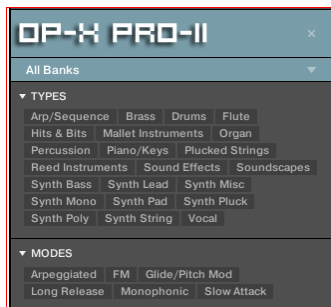 OP-X PRO-II ×
All Banks
TYPES
Arp/Sequence Brass Drums Flute
Hits & Bits Mallet Instruments Organ
Percussion Piano/Keys Plucked Strings
Reed Instruments Sound Effects Soundscapes
Synth Bass Synth Lead Synth Misc
Synth Mono Synth Pad Synth Pluck
Synth Poly Synth String Vocal
MODES
Arpeggiated FM Glide/Pitch Mod
Long Release Monophonic Slow Attack